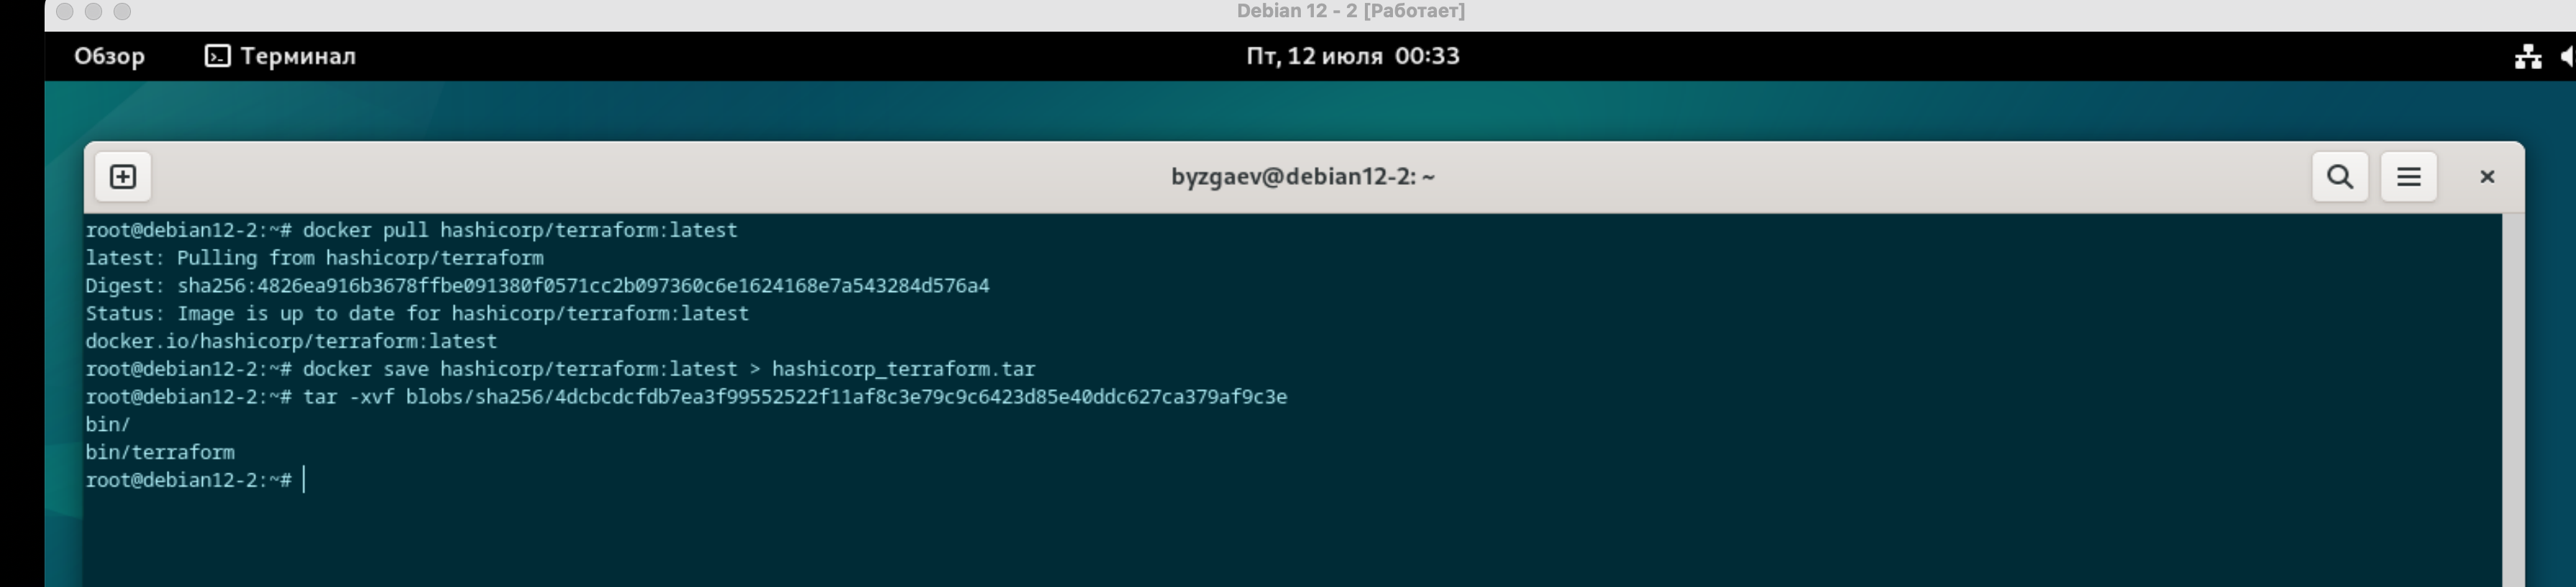 Debian 12 - 2 [Работает]
Обзор Терминал Пт, 12 июля 00:33
byzgaev@debian12-2: ~
root@debian12-2:~# docker pull hashicorp/terraform:latest
latest: Pulling from hashicorp/terraform
Digest: sha256:4826ea916b3678ffbe091380f0571cc2b097360c6e1624168e7a543284d576a4
Status: Image is up to date for hashicorp/terraform:latest
docker.io/hashicorp/terraform:latest
root@debian12-2:~# docker save hashicorp/terraform:latest > hashicorp_terraform.tar
root@debian12-2:~# tar -xvf blobs/sha256/4dcbcdcfdb7ea3f99552522f11af8c3e79c9c6423d85e40ddc627ca379af9c3e
bin/
bin/terraform
root@debian12-2:~#